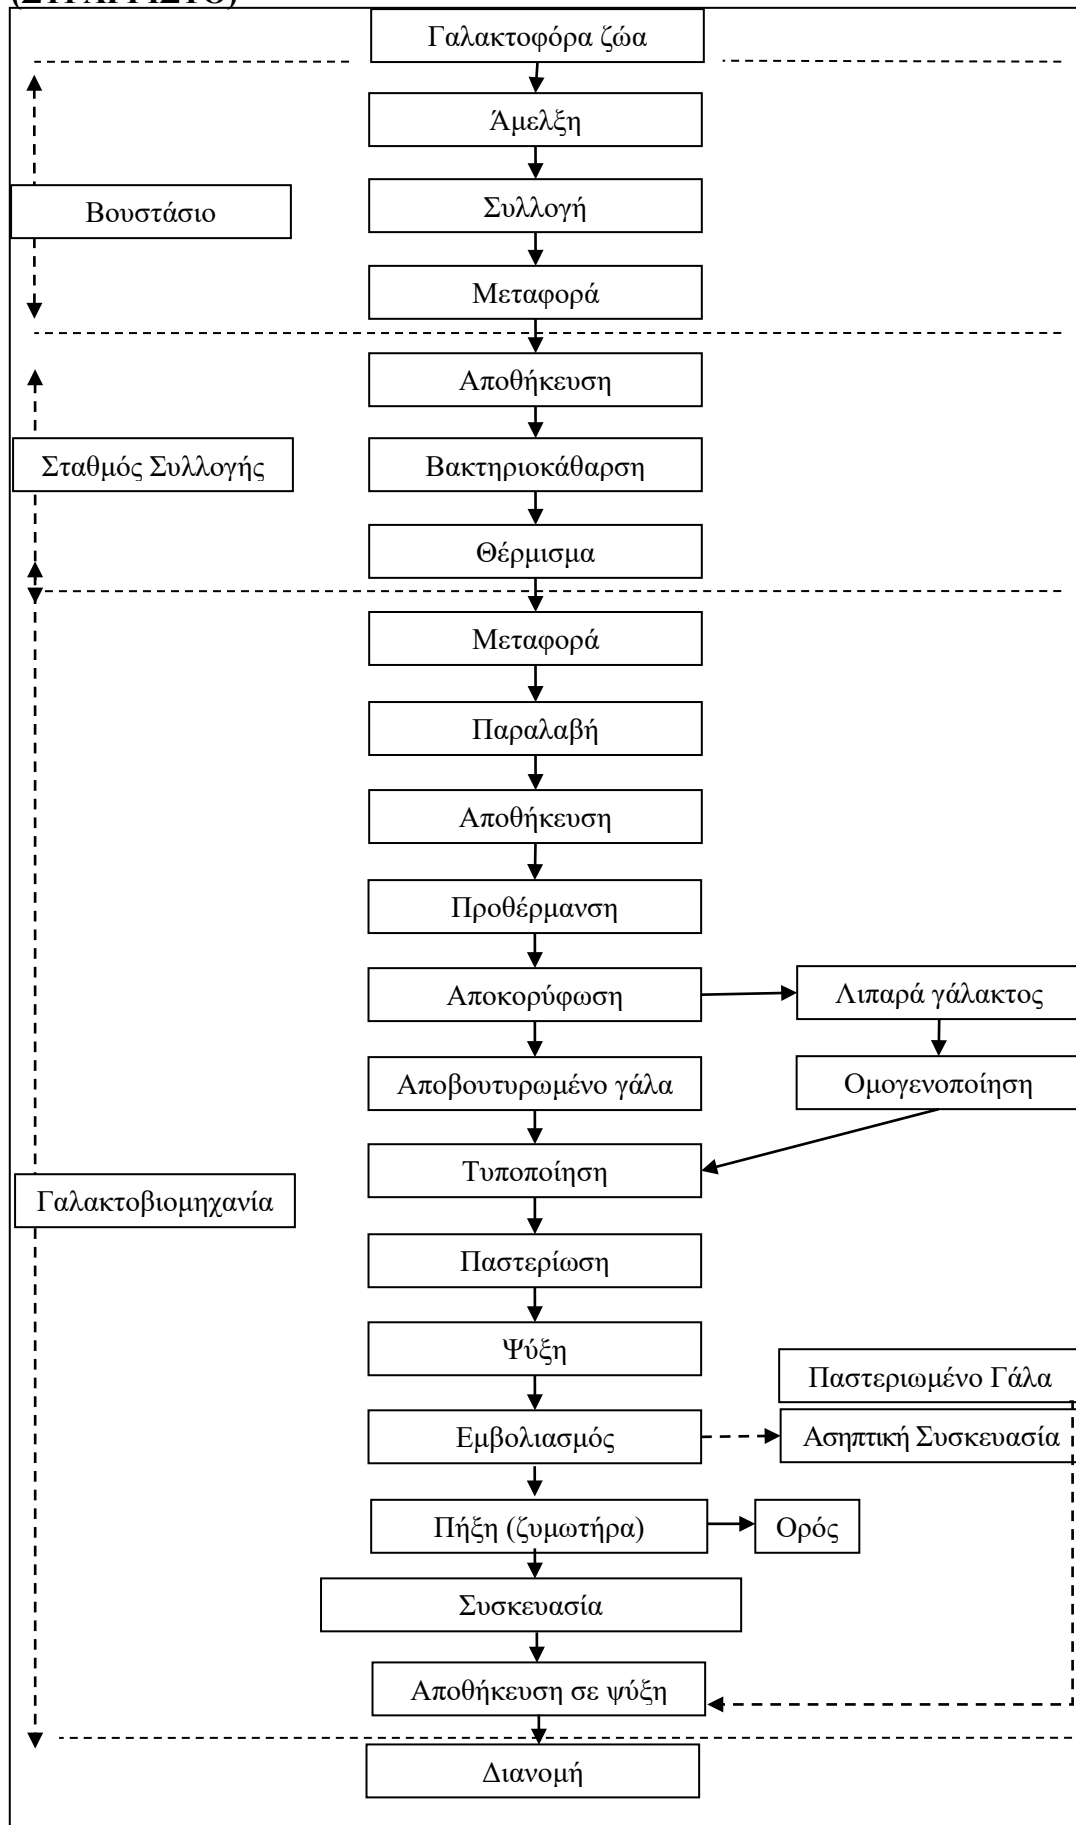 Γαλακτοφόρα ζώα
Άμελξη
Βουστάσιο
Συλλογή
Μεταφορά
Αποθήκευση
Σταθμός Συλλογής
Βακτηριοκάθαρση
Θέρμισμα
Μεταφορά
Παραλαβή
Αποθήκευση
Προθέρμανση
Αποκορύφωση
Λιπαρά γάλακτος
Αποβουτυρωμένο γάλα
Ομογενοποίηση
Τυποποίηση
Γαλακτοβιομηχανία
Παστερίωση
Ψύξη
Παστεριωμένο Γάλα
Εμβολιασμός
Ασηπτική Συσκευασία
Πήξη (ζυμωτήρα)
Ορός
Συσκευασία
Αποθήκευση σε ψύξη
Διανομή